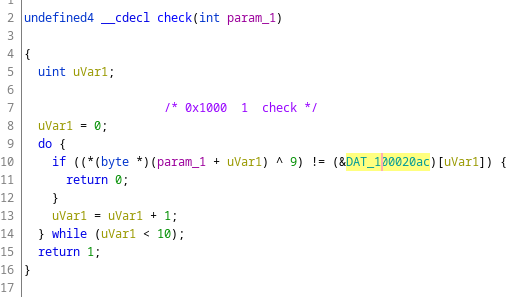 1
2 undefined4 __cdecl check(int param_1)
3
4 {
5   uint uVar1;
6
7                     /* 0x1000  1  check */
8   uVar1 = 0;
9   do {
10     if ((*(byte *)(param_1 + uVar1) ^ 9) != (&DAT_100020ac)[uVar1]) {
11       return 0;
12     }
13     uVar1 = uVar1 + 1;
14   } while (uVar1 < 10);
15   return 1;
16 }
17